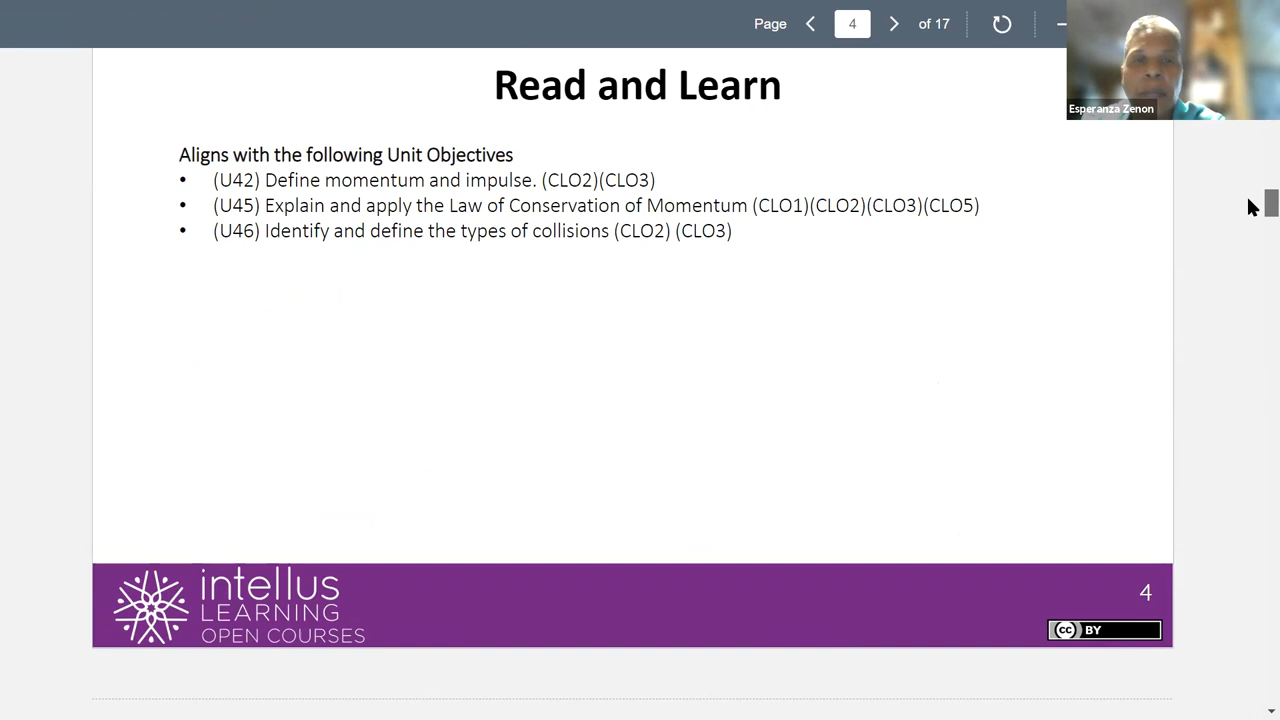 Page 4 of 17
Esperanza Zenon
Read and Learn
Aligns with the following Unit Objectives
• (U42) Define momentum and impulse. (CLO2)(CLO3)
• (U45) Explain and apply the Law of Conservation of Momentum (CLO1)(CLO2)(CLO3)(CLO5)
• (U46) Identify and define the types of collisions (CLO2) (CLO3)
intellus
LEARNING
OPEN COURSES
4
cc BY